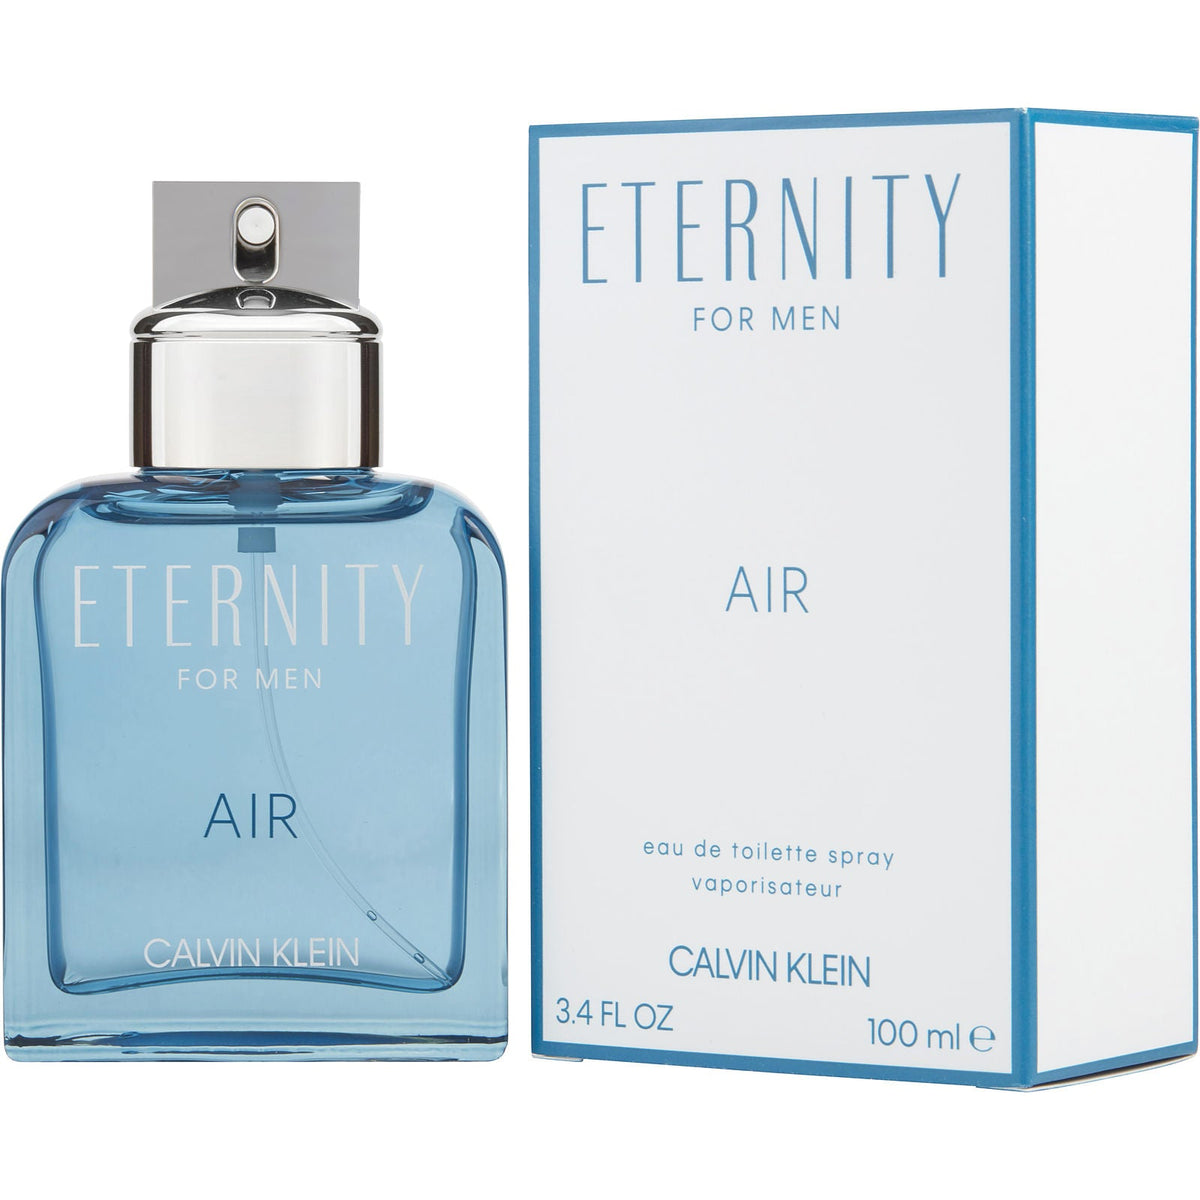 ETERNITY
FOR MEN
AIR
CALVIN KLEIN
ETERNITY
FOR MEN
AIR
eau de toilette spray
vaporisateur
CALVIN KLEIN
3.4 FL OZ
100 ml ℮